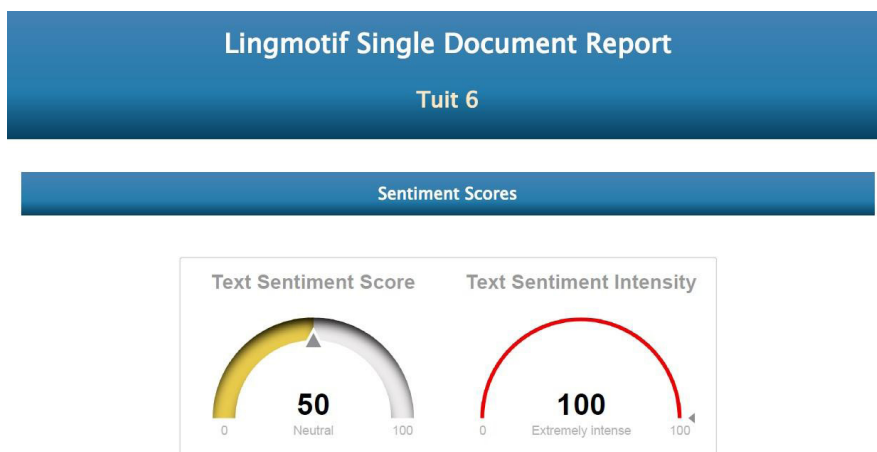 Lingmotif Single Document Report
Tuit 6
Sentiment Scores
Text Sentiment Score
Text Sentiment Intensity
50
0
Neutral
100
100
0
Extremely intense
100